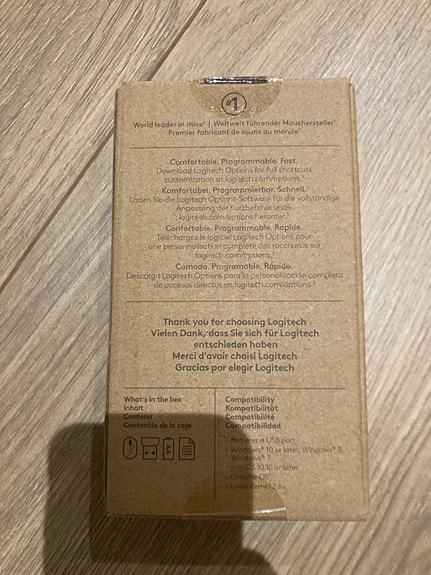 #1
World leader in mice¹ | Weltweit führender Maushersteller¹
Premier fabricant de souris au monde¹
Comfortable. Programmable. Fast.
Download Logitech Options for full shortcuts
customization at logitech.com/options.²
Komfortabel. Programmierbar. Schnell.
Laden Sie die Logitech Options-Software für die vollständige
Anpassung der Kurzbefehle unter
logitech.com/options herunter.²
Confortable. Programmable. Rapide.
Téléchargez le logiciel Logitech Options pour
une personnalisation complète des raccourcis sur
logitech.com/options.²
Cómodo. Programable. Rápido.
Descarga Logitech Options para la personalización completa
de accesos directos en logitech.com/options.²
Thank you for choosing Logitech
Vielen Dank, dass Sie sich für Logitech
entschieden haben
Merci d'avoir choisi Logitech
Gracias por elegir Logitech
What's in the box
Inhalt
Contenu
Contenido de la caja
Compatibility
Kompatibilität
Compatibilité
Compatibilidad
Requires a USB port
- Windows® 10 or later, Windows® 8,
Windows® 7
- macOS 10.10 or later
- Chrome OS™
- Linux Kernel 2.6+